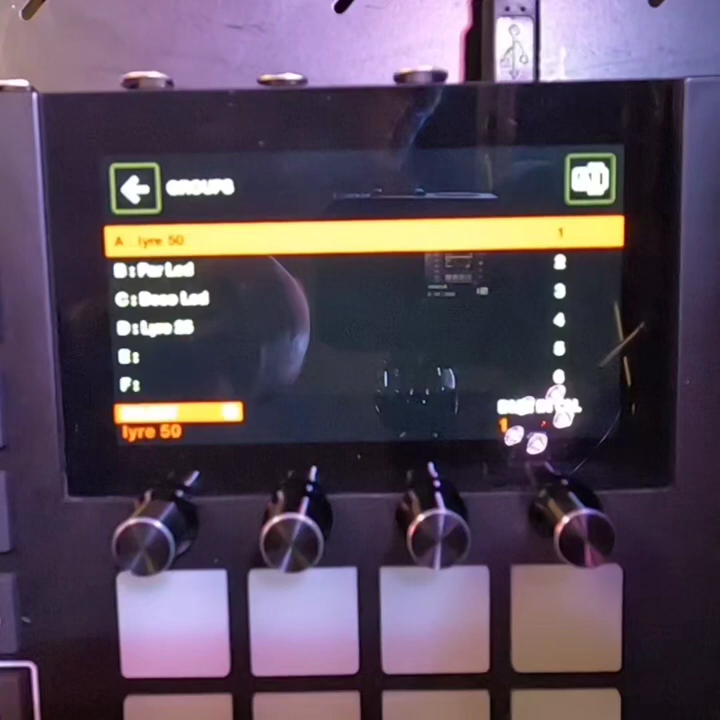 GROUPS
A : lyre 50 1
B : Par Led 2
C : Deco Led 3
D : Lyre 25 4
E : 5
F : 6
lyre 50 1